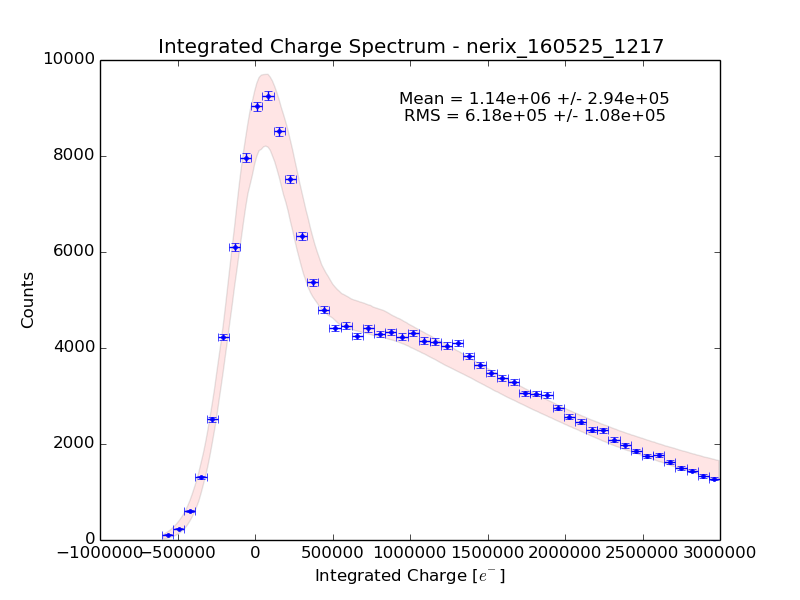 Integrated Charge Spectrum - nerix_160525_1217
10000
Mean = 1.14e+06 +/- 2.94e+05
RMS = 6.18e+05 +/- 1.08e+05
8000
6000
Counts
4000
2000
0
−1000000 −500000 0 500000 1000000 1500000 2000000 2500000 3000000
Integrated Charge [e⁻]